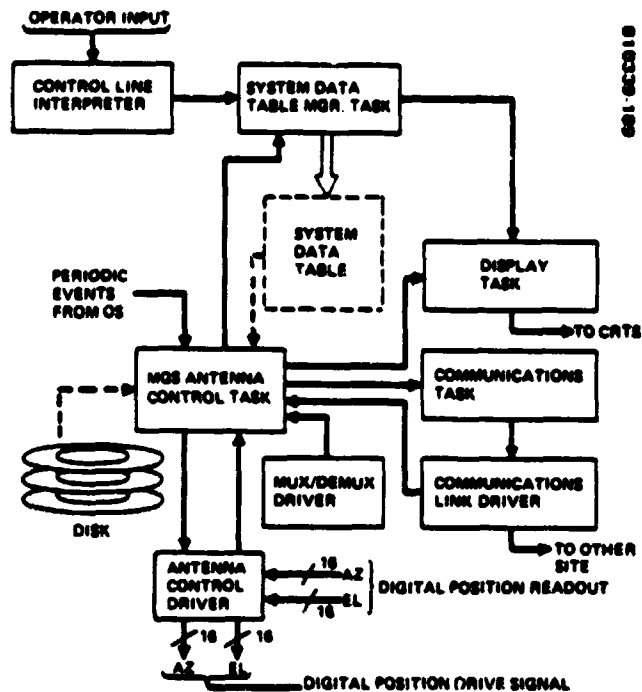 OPERATOR INPUT
CONTROL LINE
INTERPRETER
SYSTEM DATA
TABLE MGR. TASK
SYSTEM
DATA
TABLE
PERIODIC
EVENTS
FROM OS
DISPLAY
TASK
TO CRTS
MGS ANTENNA
CONTROL TASK
COMMUNICATIONS
TASK
DISK
MUX/DEMUX
DRIVER
COMMUNICATIONS
LINK DRIVER
TO OTHER
SITE
ANTENNA
CONTROL
DRIVER
16
AZ
16
EL
DIGITAL POSITION READOUT
16
16
AZ
EL
DIGITAL POSITION DRIVE SIGNAL